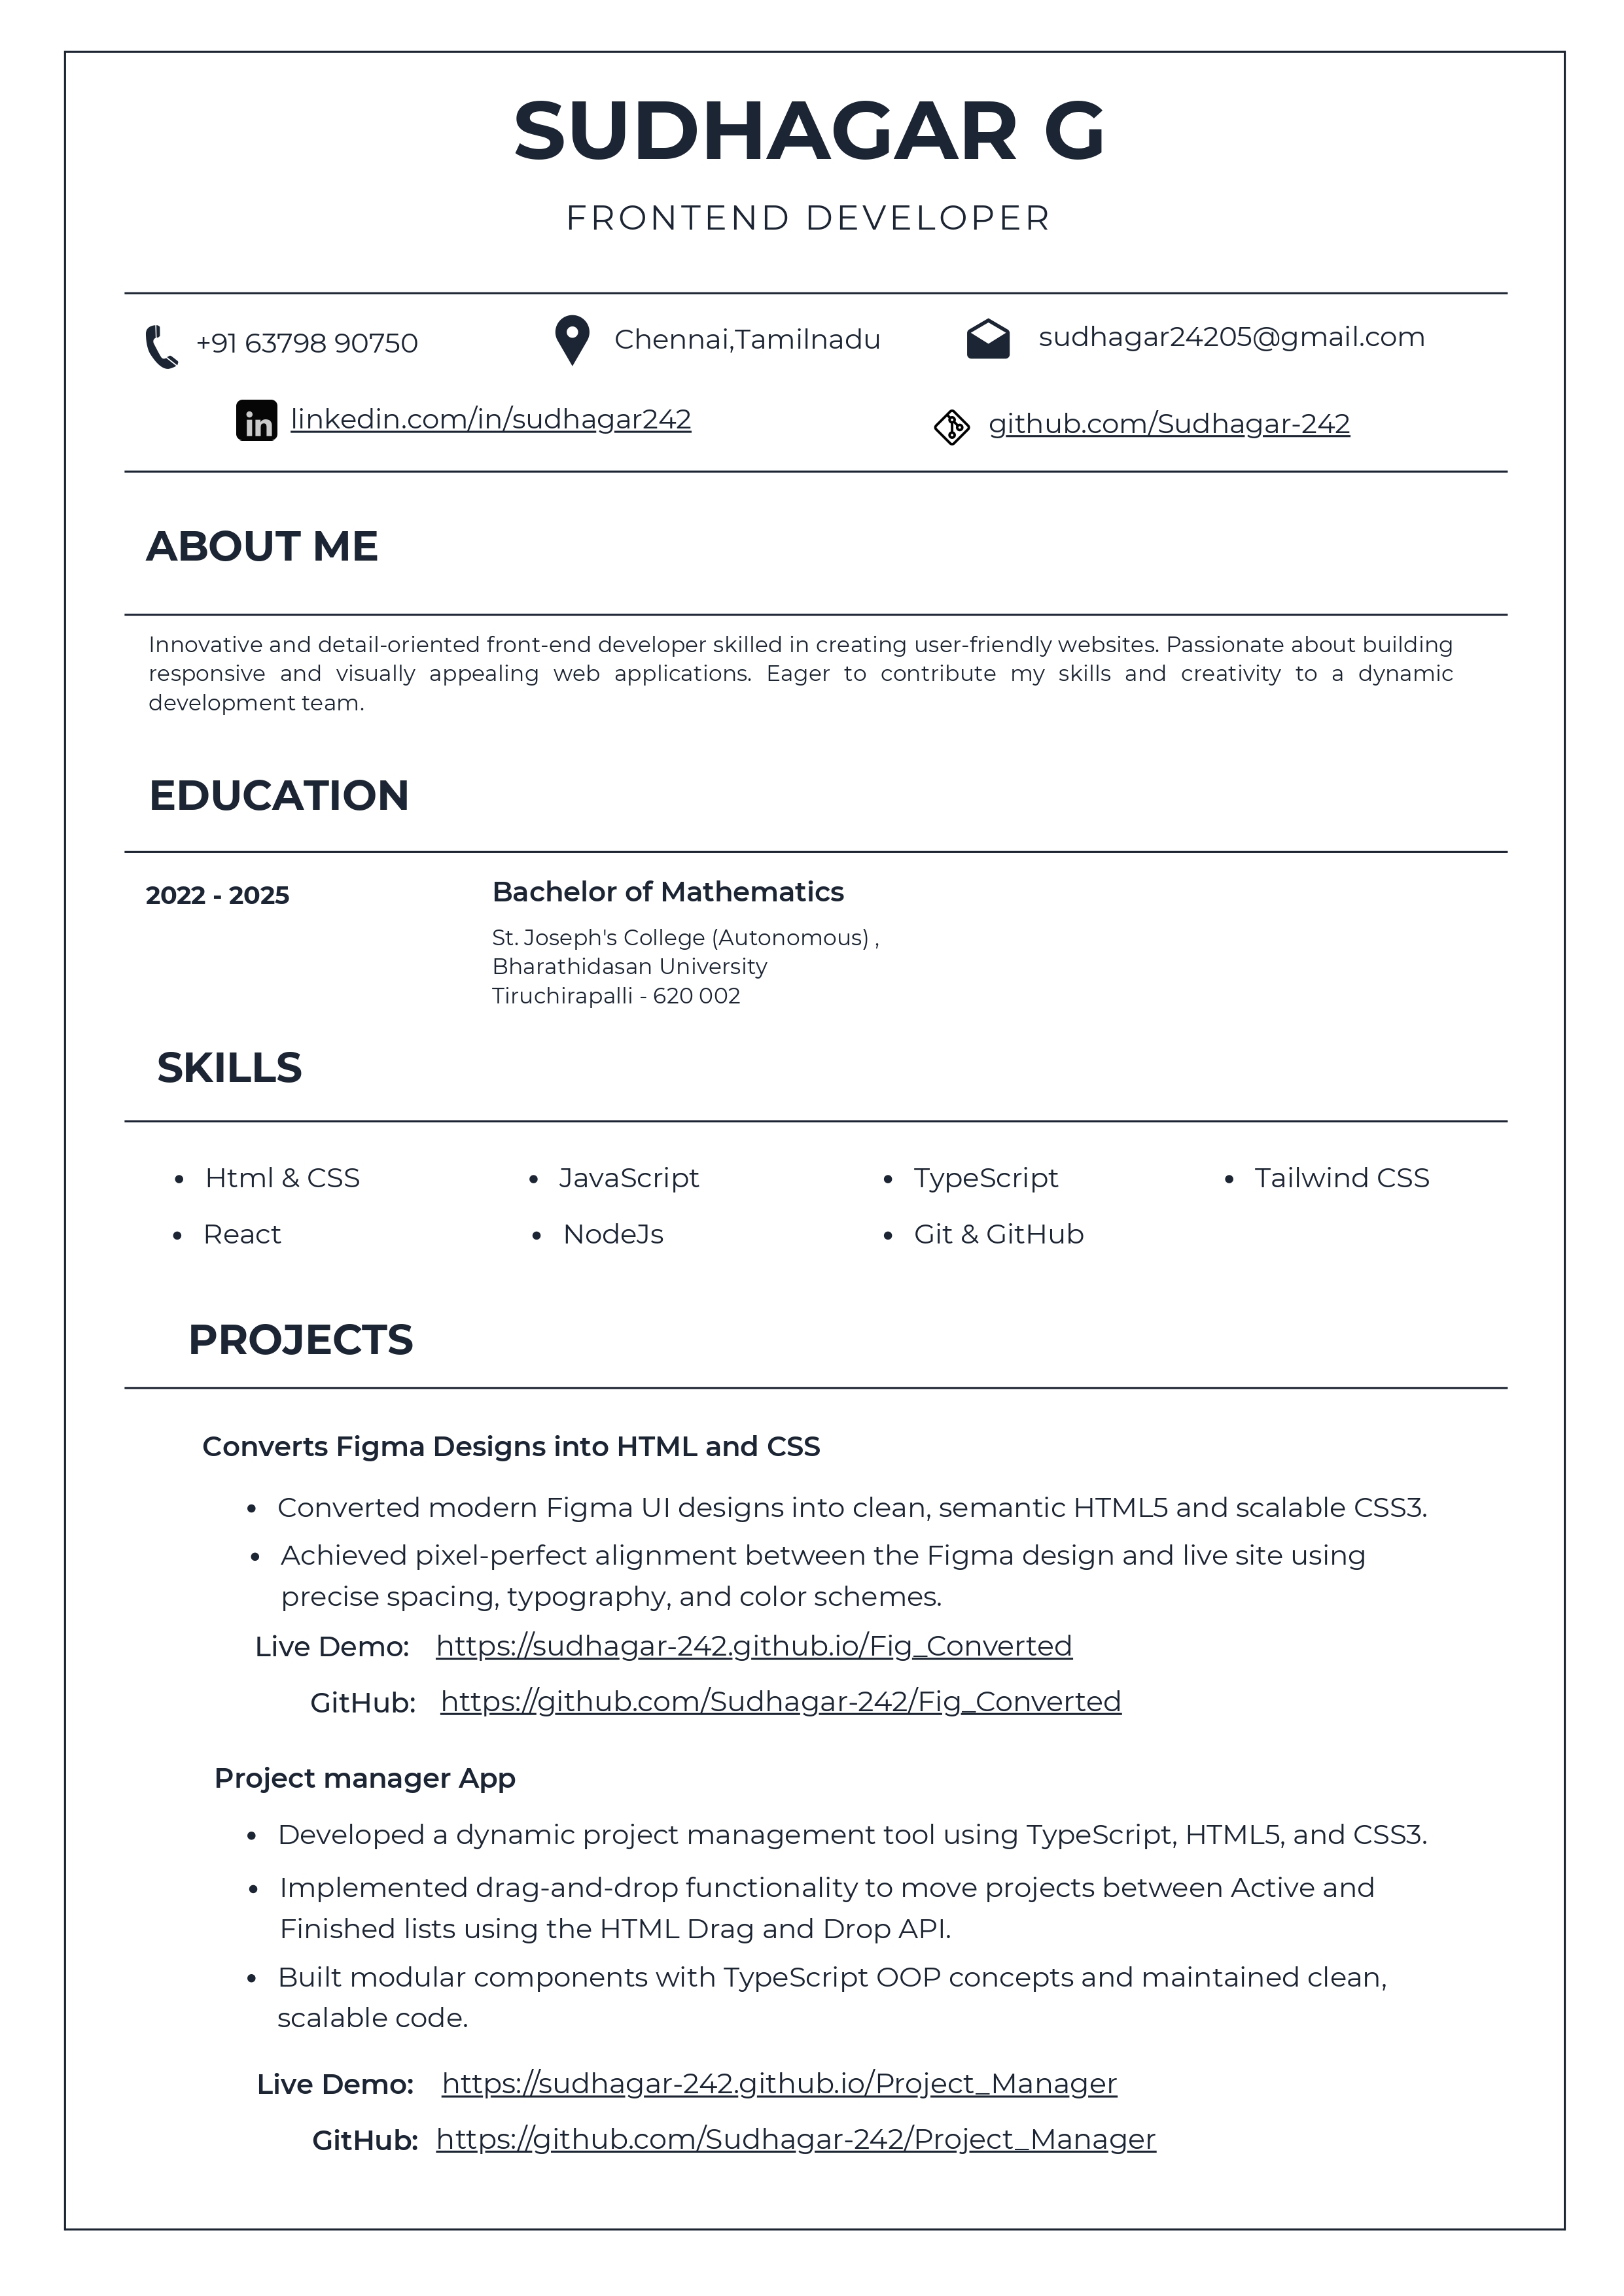 SUDHAGAR G
FRONTEND DEVELOPER
+91 63798 90750
Chennai,Tamilnadu
sudhagar24205@gmail.com
linkedin.com/in/sudhagar242
github.com/Sudhagar-242
ABOUT ME
Innovative and detail-oriented front-end developer skilled in creating user-friendly websites. Passionate about building
responsive and visually appealing web applications. Eager to contribute my skills and creativity to a dynamic
development team.
EDUCATION
2022 - 2025
Bachelor of Mathematics
St. Joseph's College (Autonomous) ,
Bharathidasan University
Tiruchirapalli - 620 002
SKILLS
• Html & CSS
• JavaScript
• TypeScript
• Tailwind CSS
• React
• NodeJs
• Git & GitHub
PROJECTS
Converts Figma Designs into HTML and CSS
• Converted modern Figma UI designs into clean, semantic HTML5 and scalable CSS3.
• Achieved pixel-perfect alignment between the Figma design and live site using
precise spacing, typography, and color schemes.
Live Demo: https://sudhagar-242.github.io/Fig_Converted
GitHub: https://github.com/Sudhagar-242/Fig_Converted
Project manager App
• Developed a dynamic project management tool using TypeScript, HTML5, and CSS3.
• Implemented drag-and-drop functionality to move projects between Active and
Finished lists using the HTML Drag and Drop API.
• Built modular components with TypeScript OOP concepts and maintained clean,
scalable code.
Live Demo: https://sudhagar-242.github.io/Project_Manager
GitHub: https://github.com/Sudhagar-242/Project_Manager